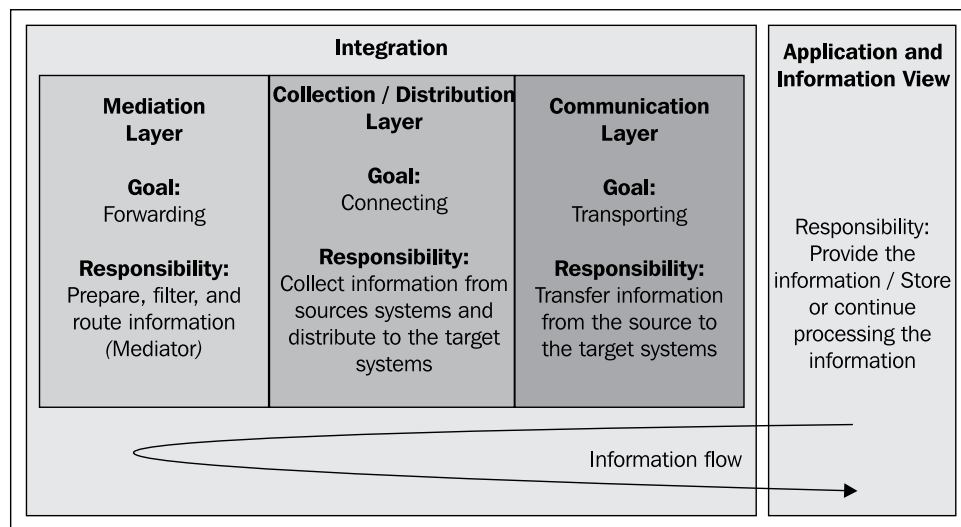 Integration
Mediation
Layer
Goal:
Forwarding
Responsibility:
Prepare, filter, and
route information
(Mediator)
Collection / Distribution
Layer
Goal:
Connecting
Responsibility:
Collect information from
sources systems and
distribute to the target
systems
Communication
Layer
Goal:
Transporting
Responsibility:
Transfer information
from the source to
the target systems
Application and
Information View
Responsibility:
Provide the
information / Store
or continue
processing the
information
Information flow